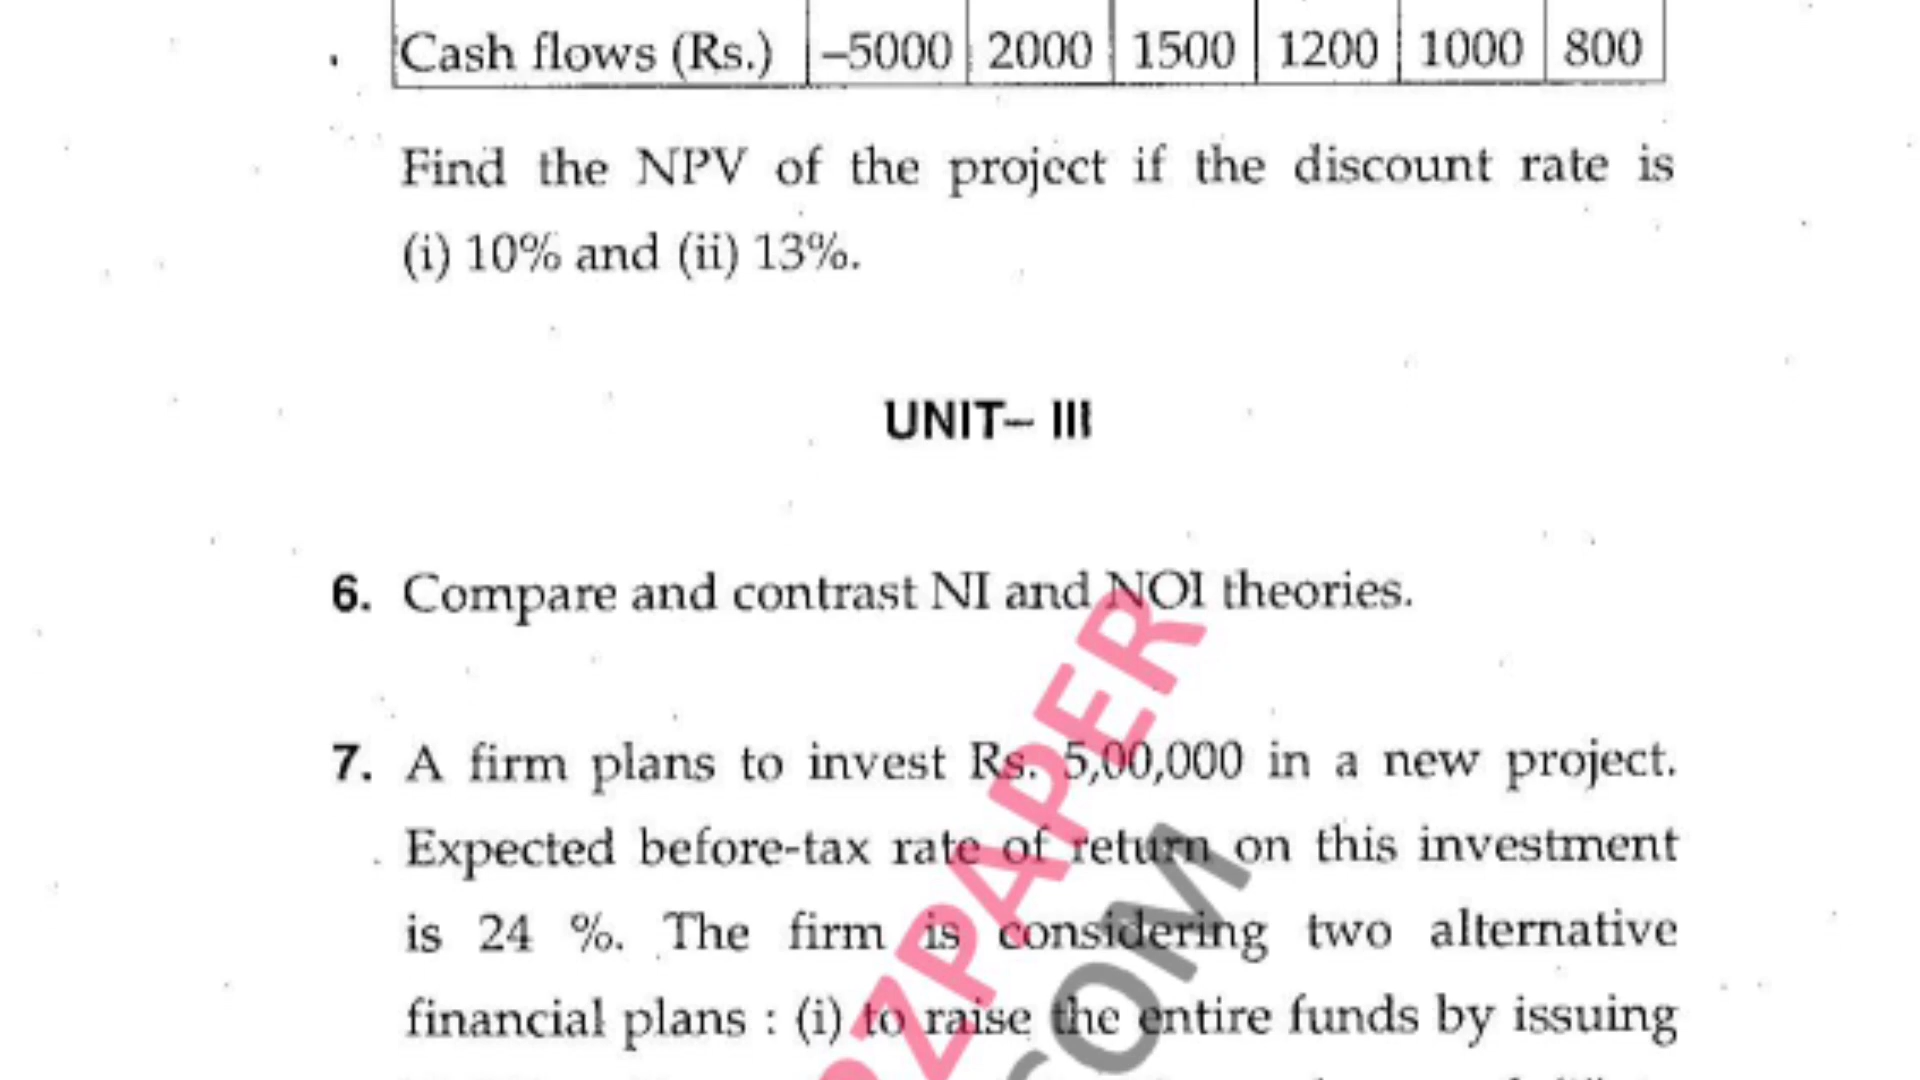 Cash flows (Rs.) –5000 2000 1500 1200 1000 800
Find the NPV of the project if the discount rate is
(i) 10% and (ii) 13%.
UNIT– III
6. Compare and contrast NI and NOI theories.
7. A firm plans to invest Rs. 5,00,000 in a new project.
Expected before-tax rate of return on this investment
is 24 %. The firm is considering two alternative
financial plans : (i) to raise the entire funds by issuing
RZPAPER
COM